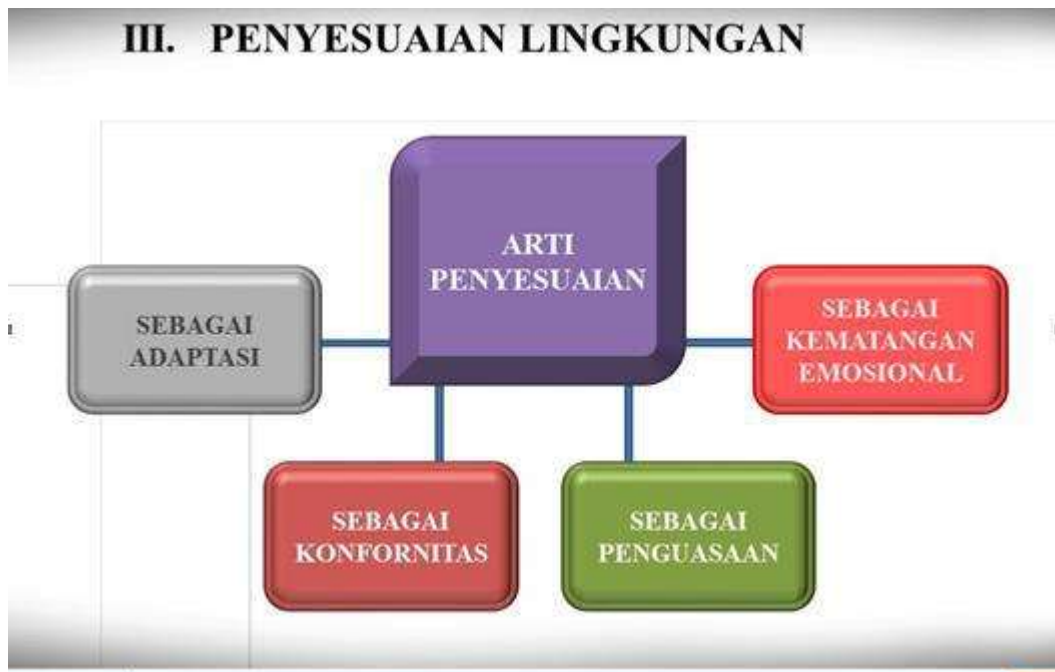 III. PENYESUAIAN LINGKUNGAN
ARTI
PENYESUAIAN
SEBAGAI
ADAPTASI
SEBAGAI
KEMATANGAN
EMOSIONAL
SEBAGAI
KONFORNITAS
SEBAGAI
PENGUASAAN